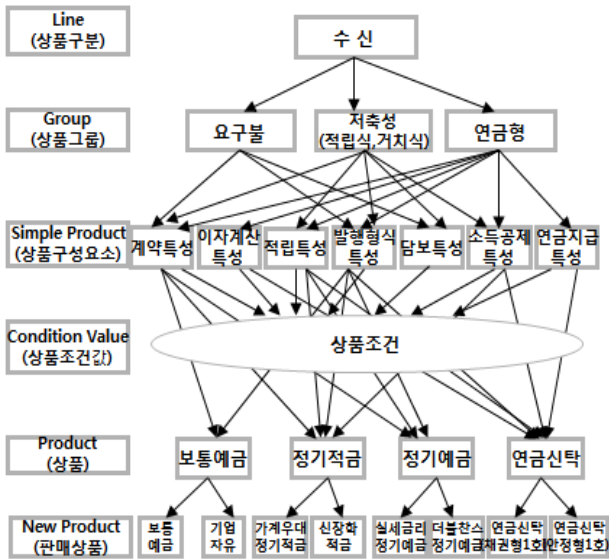 Line
(상품구분)
수 신
Group
(상품그룹)
요구불
저축성
(적립식,거치식)
연금형
Simple Product
(상품구성요소)
계약특성
이자계산
특성
적립특성
발행형식
특성
담보특성
소득공제
특성
연금지급
특성
Condition Value
(상품조건값)
상품조건
Product
(상품)
보통예금
정기적금
정기예금
연금신탁
New Product
(판매상품)
보통
예금
기업
자유
가계우대
정기적금
신장화
적금
실세금리
정기예금
더블찬스
정기예금
연금신탁
(채권형1호)
연금신탁
(안정형1호)